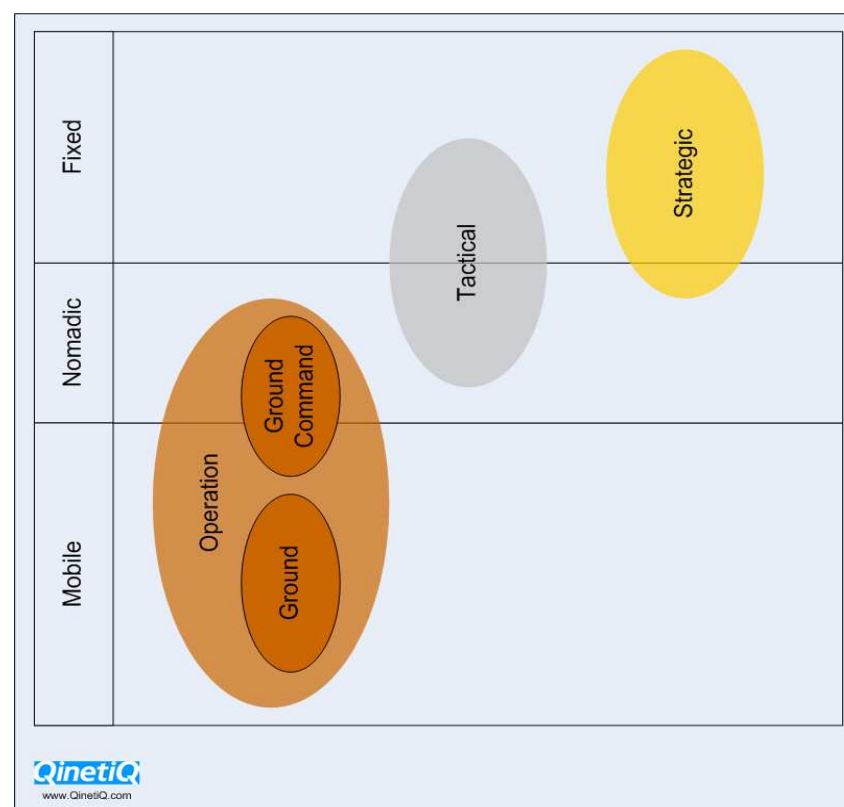 Fixed
Nomadic
Mobile
Strategic
Tactical
Operation
Ground
Command
Ground
QinetiQ
www.QinetiQ.com